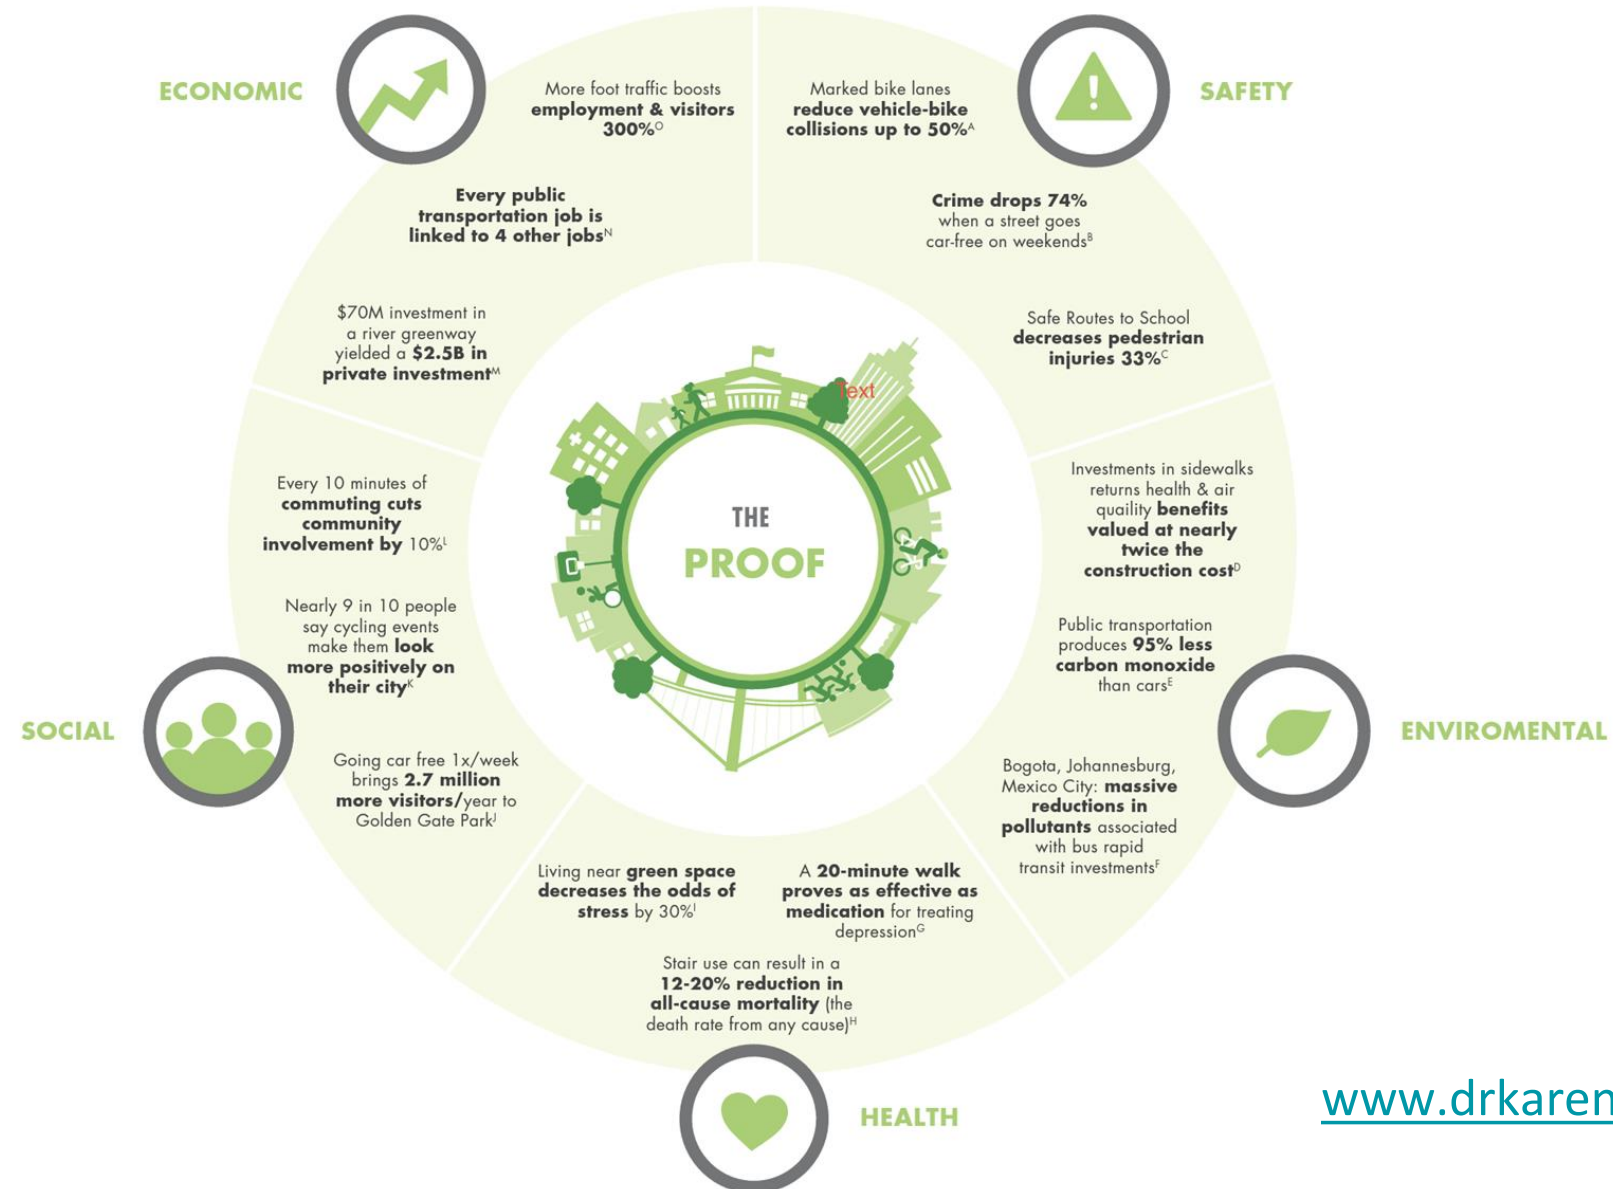 ECONOMIC
More foot traffic boosts
employment & visitors
300%O
Every public
transportation job is
linked to 4 other jobsN
$70M investment in
a river greenway
yielded a $2.5B in
private investmentM
SAFETY
Marked bike lanes
reduce vehicle-bike
collisions up to 50%A
Crime drops 74%
when a street goes
car-free on weekendsB
Safe Routes to School
decreases pedestrian
injuries 33%C
Text
THE
PROOF
Investments in sidewalks
returns health & air
quaility benefits
valued at nearly
twice the
construction costD
Public transportation
produces 95% less
carbon monoxide
than carsE
Bogota, Johannesburg,
Mexico City: massive
reductions in
pollutants associated
with bus rapid
transit investmentsF
ENVIROMENTAL
Every 10 minutes of
commuting cuts
community
involvement by 10%L
Nearly 9 in 10 people
say cycling events
make them look
more positively on
their cityK
Going car free 1x/week
brings 2.7 million
more visitors/year to
Golden Gate ParkJ
SOCIAL
Living near green space
decreases the odds of
stress by 30%I
A 20-minute walk
proves as effective as
medication for treating
depressionG
Stair use can result in a
12-20% reduction in
all-cause mortality (the
death rate from any cause)H
HEALTH
www.drkaren